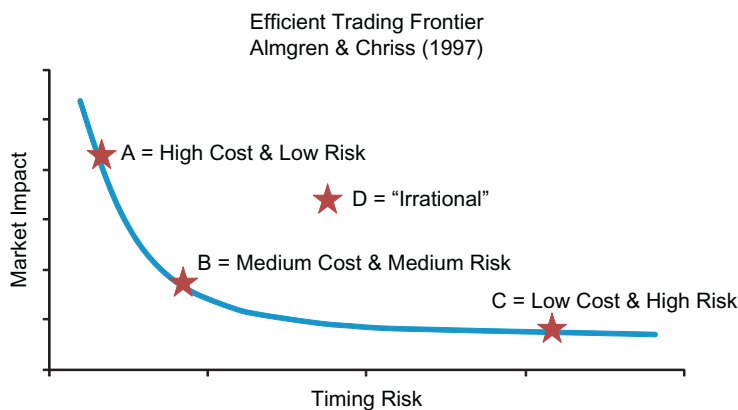 Efficient Trading Frontier
Almgren & Chriss (1997)
A = High Cost & Low Risk
D = “Irrational”
B = Medium Cost & Medium Risk
C = Low Cost & High Risk
Market Impact
Timing Risk